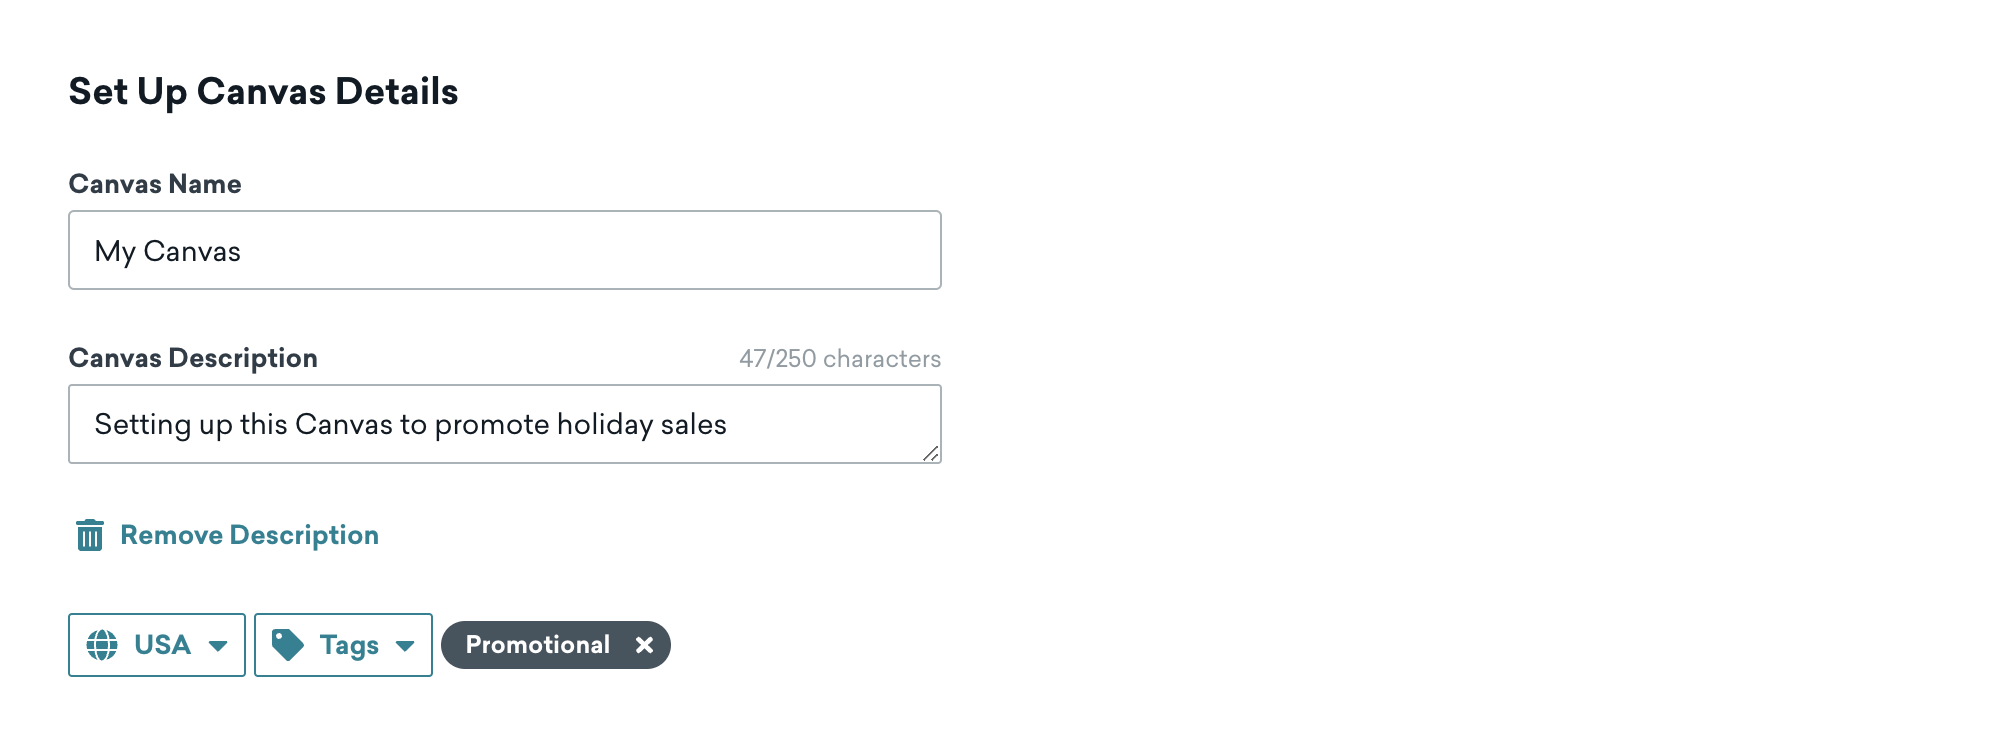 Set Up Canvas Details
Canvas Name
My Canvas
Canvas Description 47/250 characters
Setting up this Canvas to promote holiday sales
Remove Description
USA Tags Promotional